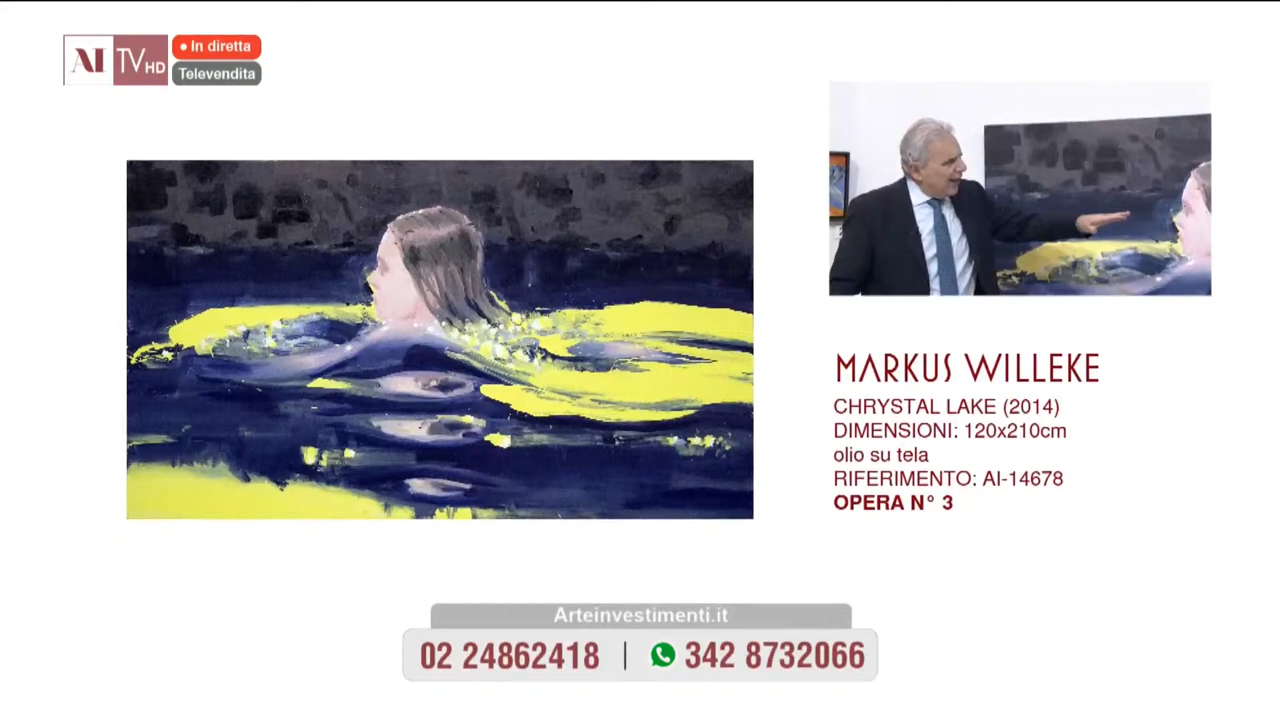 AI TV HD
• In diretta
Televendita
MARKUS WILLEKE
CHRYSTAL LAKE (2014)
DIMENSIONI: 120x210cm
olio su tela
RIFERIMENTO: AI-14678
OPERA N° 3
Arteinvestimenti.it
02 24862418 | 342 8732066